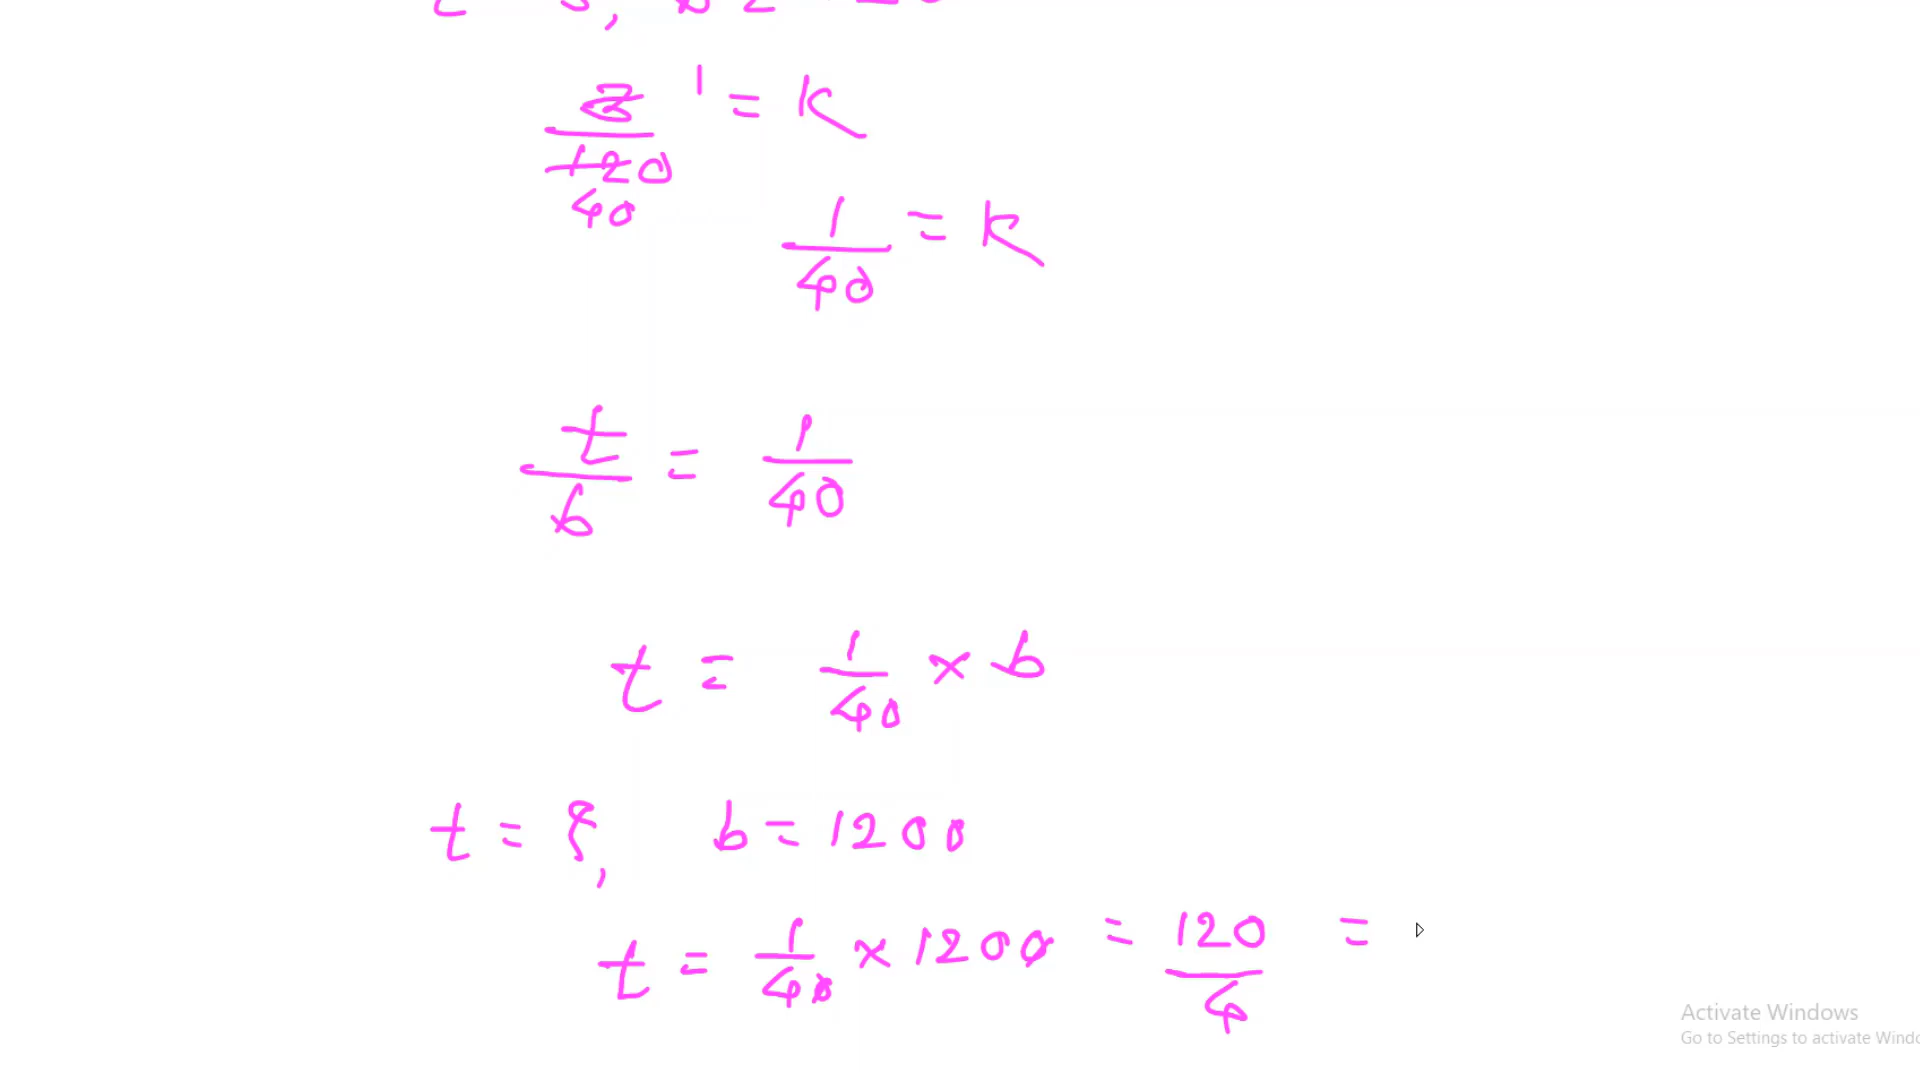 3/120 ' = k
40
1/40 = k
t/b = 1/40
t = 1/40 × b
t = ?, b = 1200
t = 1/40 × 1200 = 120/4 =
Activate Windows
Go to Settings to activate Windo